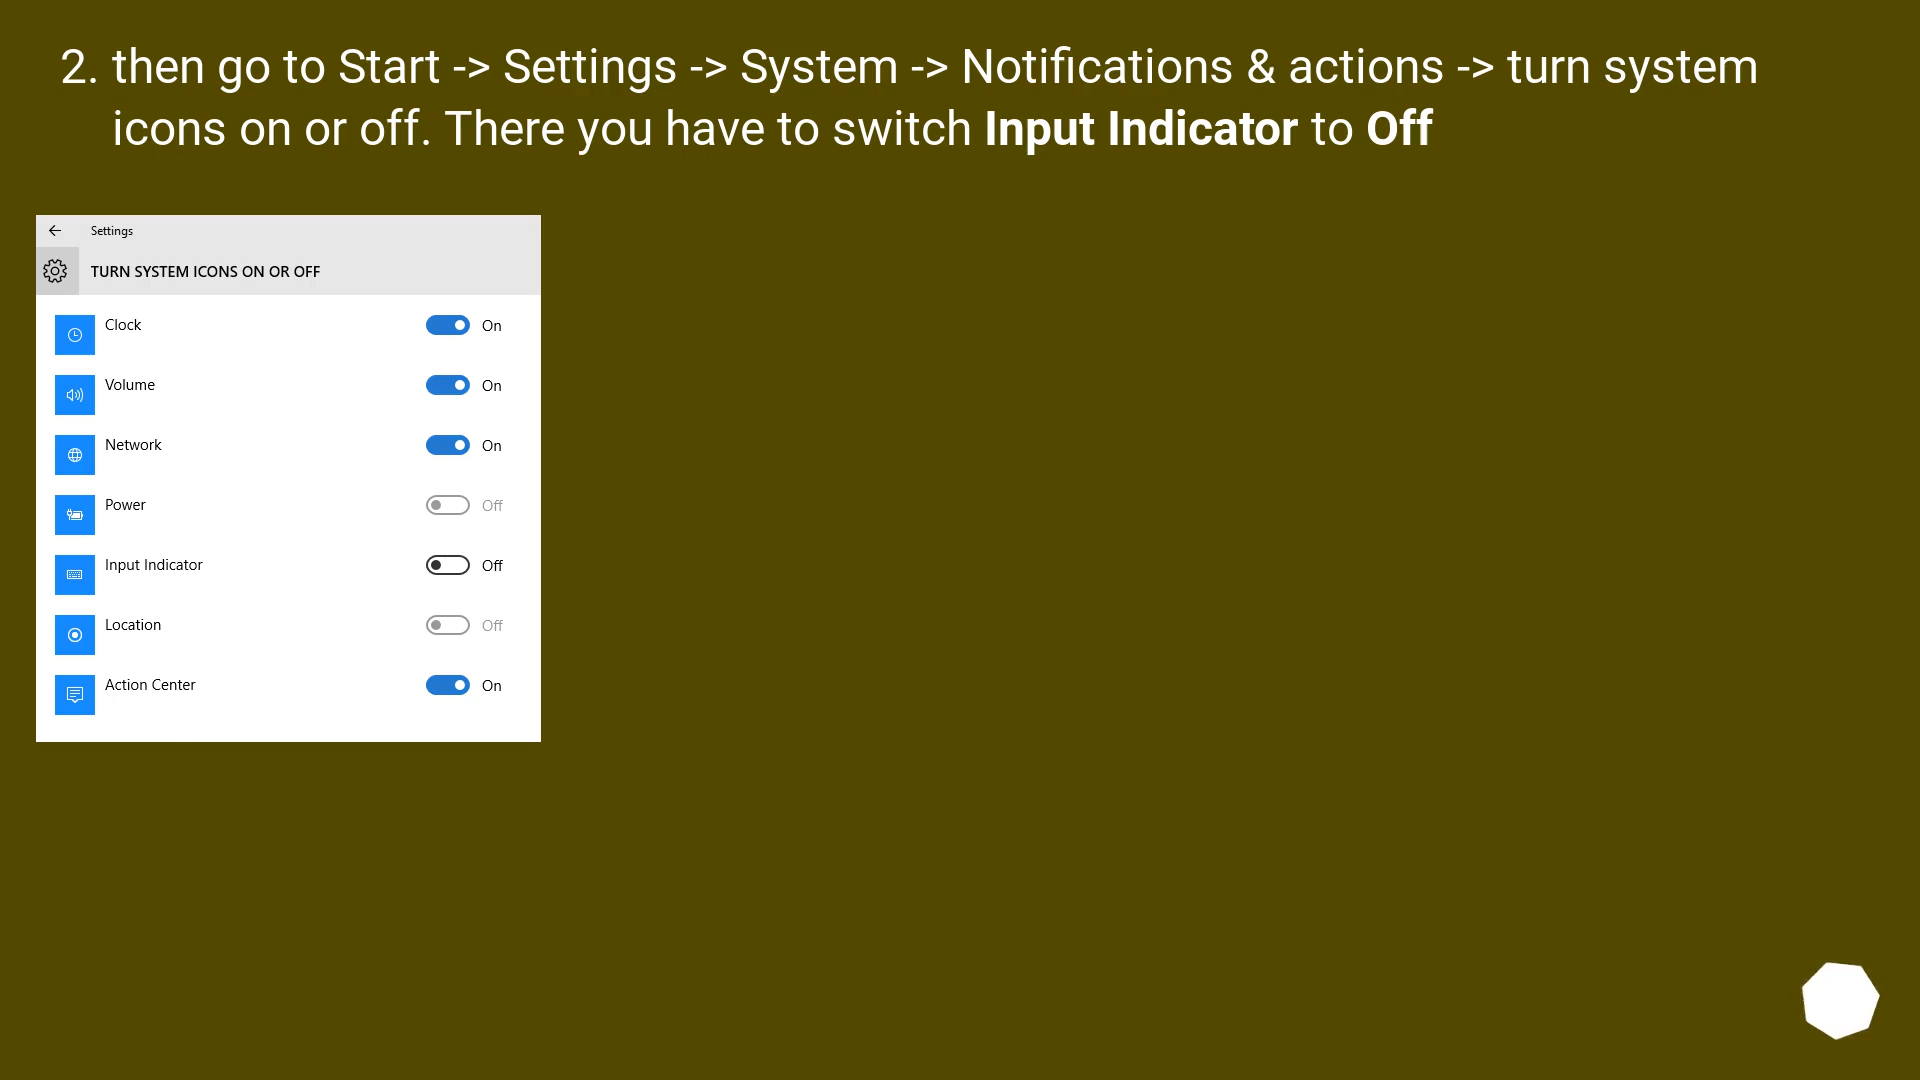 2. then go to Start -> Settings -> System -> Notifications & actions -> turn system
icons on or off. There you have to switch Input Indicator to Off
Settings
TURN SYSTEM ICONS ON OR OFF
Clock On
Volume On
Network On
Power Off
Input Indicator Off
Location Off
Action Center On